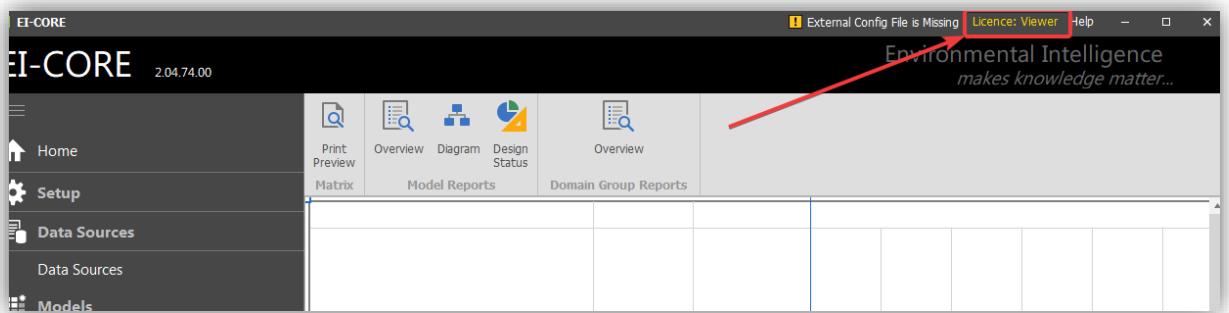 EI-CORE
External Config File is Missing
Licence: Viewer
Help
EI-CORE 2.04.74.00
Environmental Intelligence
makes knowledge matter...
Home
Setup
Data Sources
Data Sources
Models
Print
Preview
Overview
Diagram
Design
Status
Overview
Matrix
Model Reports
Domain Group Reports